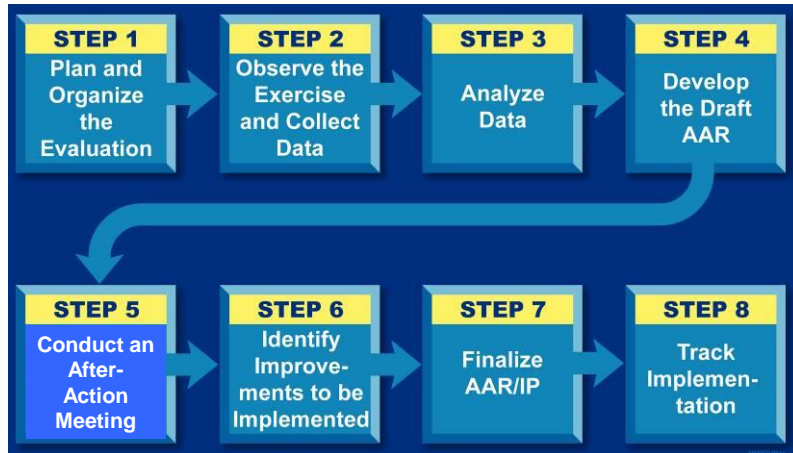 STEP 1
Plan and
Organize
the
Evaluation
STEP 2
Observe the
Exercise
and Collect
Data
STEP 3
Analyze
Data
STEP 4
Develop
the Draft
AAR
STEP 5
Conduct an
After-
Action
Meeting
STEP 6
Identify
Improve-
ments to be
Implemented
STEP 7
Finalize
AAR/IP
STEP 8
Track
Implemen-
tation